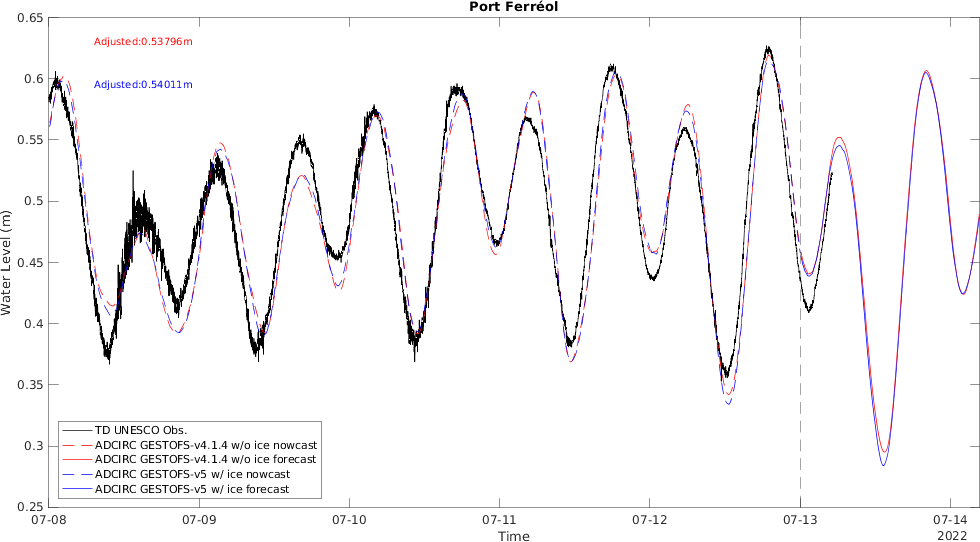 Port Ferréol
0.65
0.6
0.55
0.5
0.45
0.4
0.35
0.3
0.25
Water Level (m)
Adjusted:0.53796m
Adjusted:0.54011m
TD UNESCO Obs.
ADCIRC GESTOFS-v4.1.4 w/o ice nowcast
ADCIRC GESTOFS-v4.1.4 w/o ice forecast
ADCIRC GESTOFS-v5 w/ ice nowcast
ADCIRC GESTOFS-v5 w/ ice forecast
07-08 07-09 07-10 07-11 07-12 07-13 07-14
Time
2022